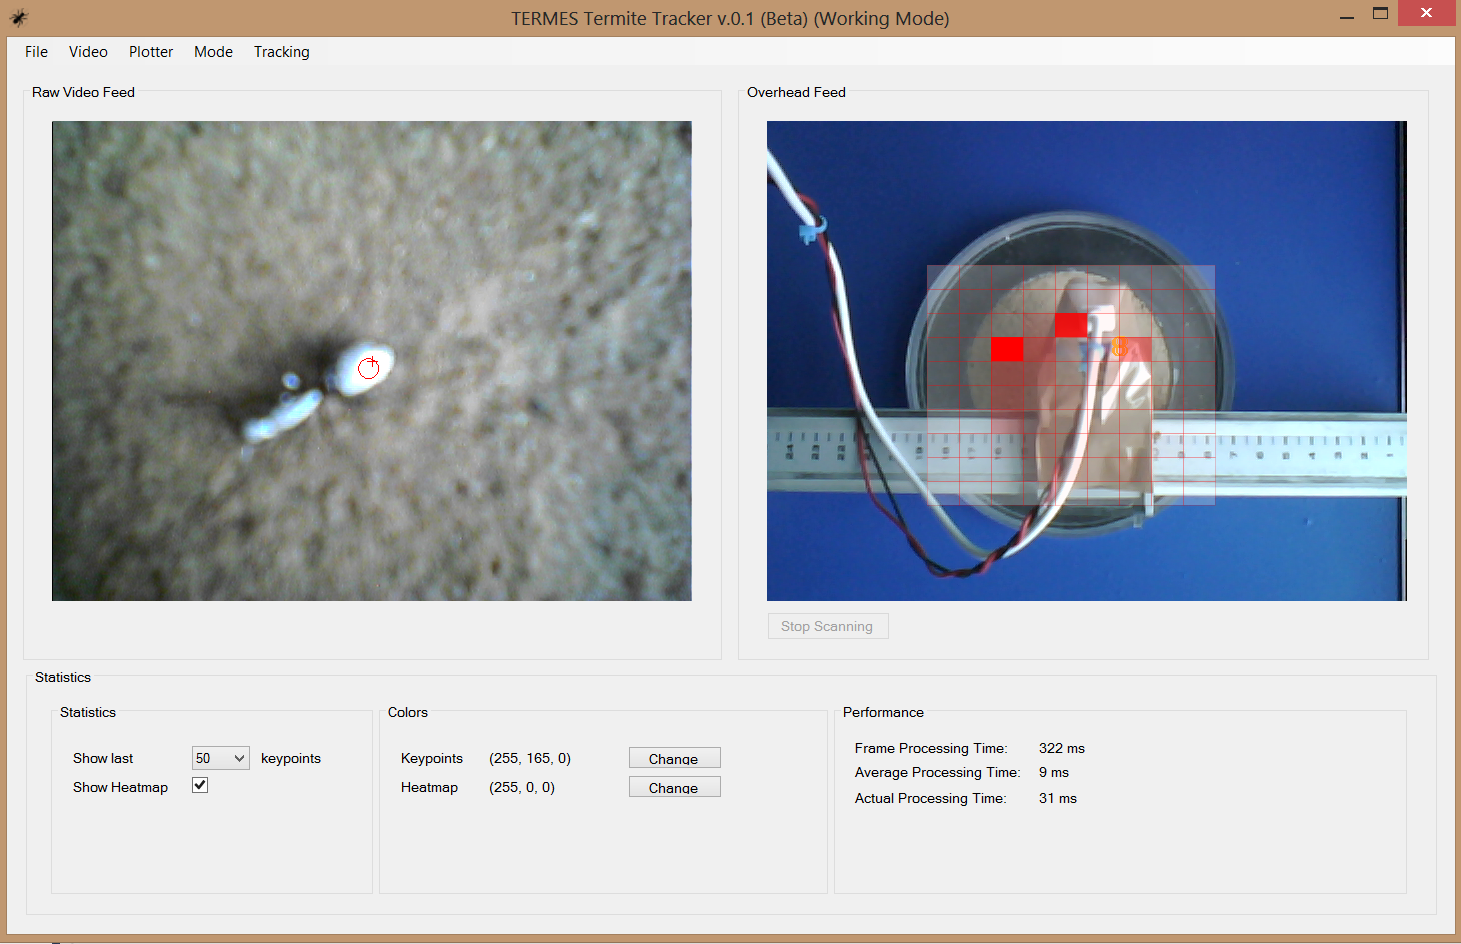 TERMES Termite Tracker v.0.1 (Beta) (Working Mode)
File Video Plotter Mode Tracking
Raw Video Feed
Overhead Feed
8
Stop Scanning
Statistics
Statistics
Show last 50 keypoints
Show Heatmap
Colors
Keypoints (255, 165, 0) Change
Heatmap (255, 0, 0) Change
Performance
Frame Processing Time: 322 ms
Average Processing Time: 9 ms
Actual Processing Time: 31 ms